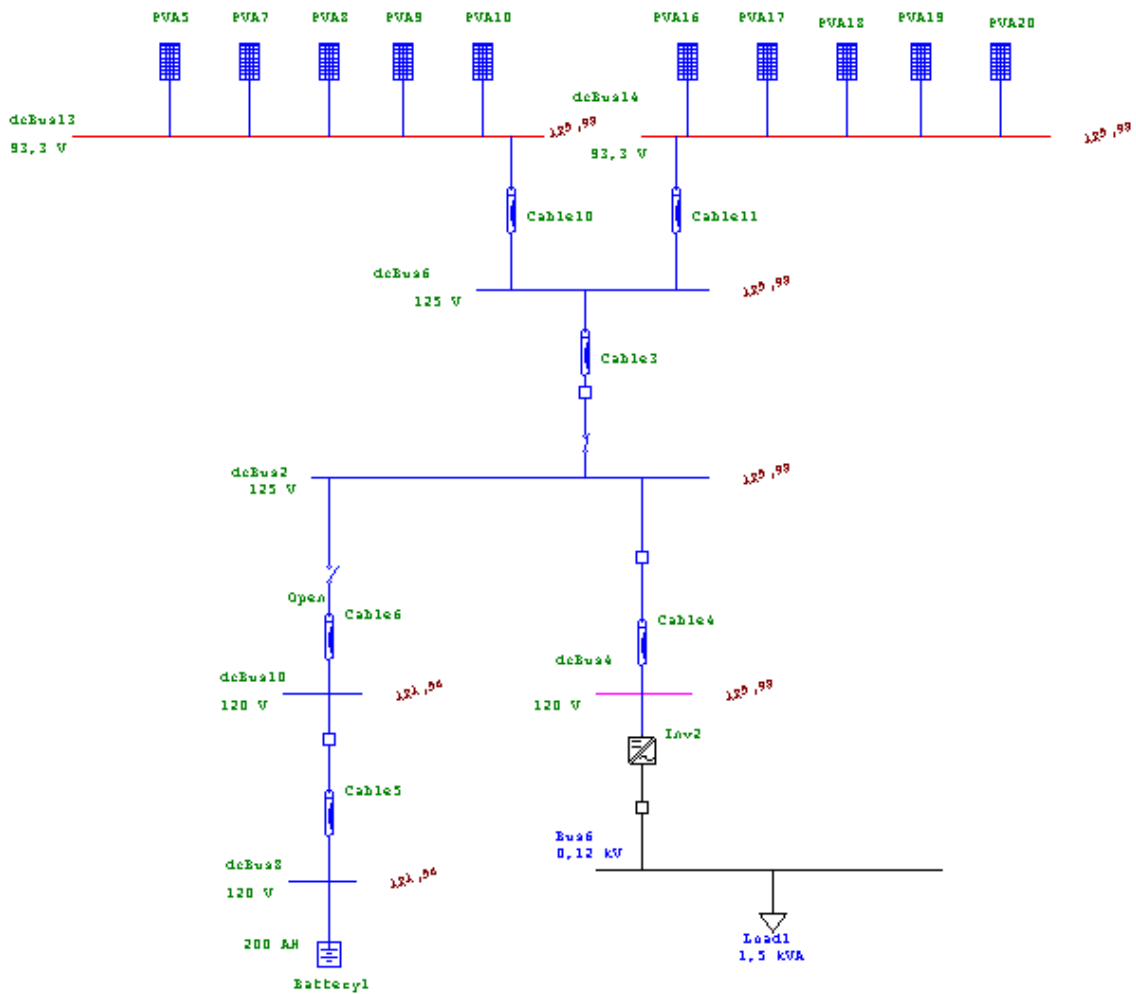 PVA5 PVA7 PVA8 PVA9 PVA10 PVA16 PVA17 PVA18 PVA19 PVA20
dcBus13
93,3 V
dcBus14
93,3 V
Cable10
Cable11
dcBus6
125 V
Cable3
dcBus2
125 V
Open
Cable6
Cable4
dcBus10
120 V
dcBus4
120 V
Inv2
Cable5
Bus6
0,12 kV
dcBus8
120 V
200 AH
Battery1
Load1
1,5 kVA